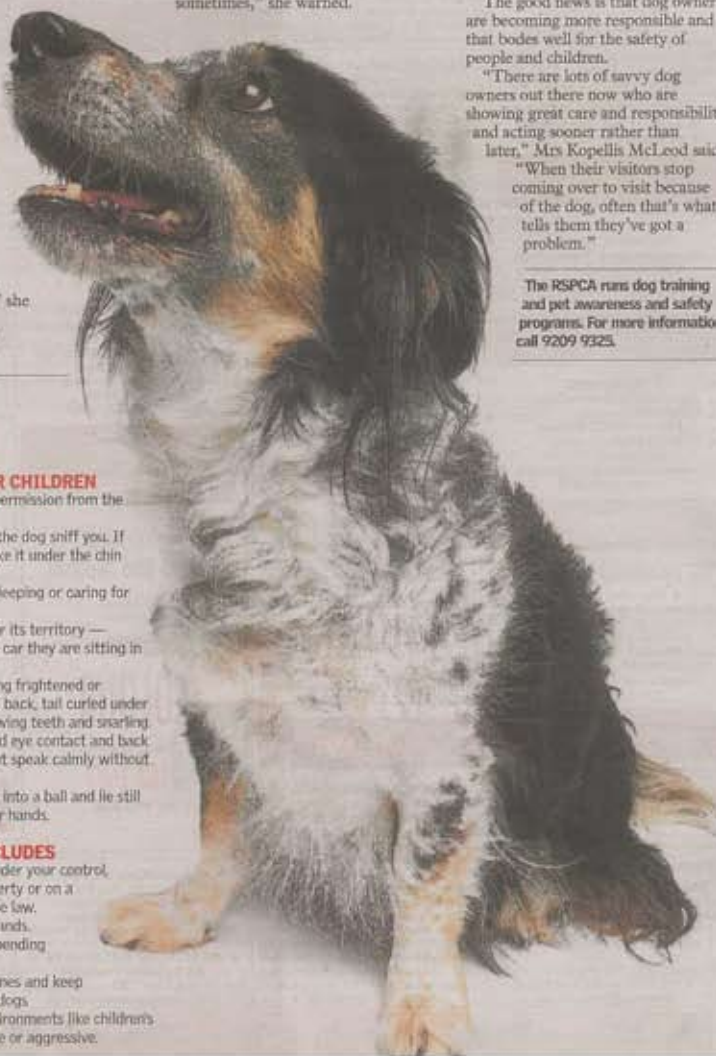 sometimes," she warned.
The good news is that dog owner
are becoming more responsible and
that bodes well for the safety of
people and children.
"There are lots of savvy dog
owners out there now who are
showing great care and responsibilit
and acting sooner rather than
later," Mrs Kopellis McLeod said
"When their visitors stop
coming over to visit because
of the dog, often that's what
tells them they've got a
problem."
The RSPCA runs dog training
and pet awareness and safety
programs. For more informatio
call 9209 9325.
she
R CHILDREN
ermission from the
the dog sniff you. If
ke it under the chin
leeping or caring for
r its territory —
car they are sitting in
ng frightened or
back, tail curled under
wing teeth and snarling
d eye contact and back
t speak calmly without
into a ball and lie still
r hands.
CLUDES
der your control,
erty or on a
e law.
ands.
pending
nes and keep
dogs
ironments like children's
e or aggressive.